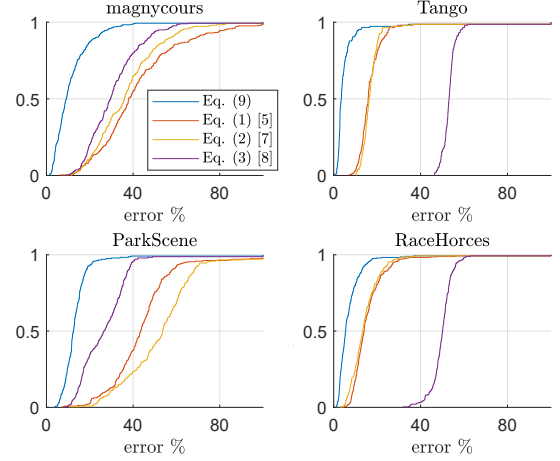 magnycours
1
0.5
0
0 40 80
error %
Eq. (9)
Eq. (1) [5]
Eq. (2) [7]
Eq. (3) [8]
Tango
1
0.5
0
0 40 80
error %
ParkScene
1
0.5
0
0 40 80
error %
RaceHorces
1
0.5
0
0 40 80
error %